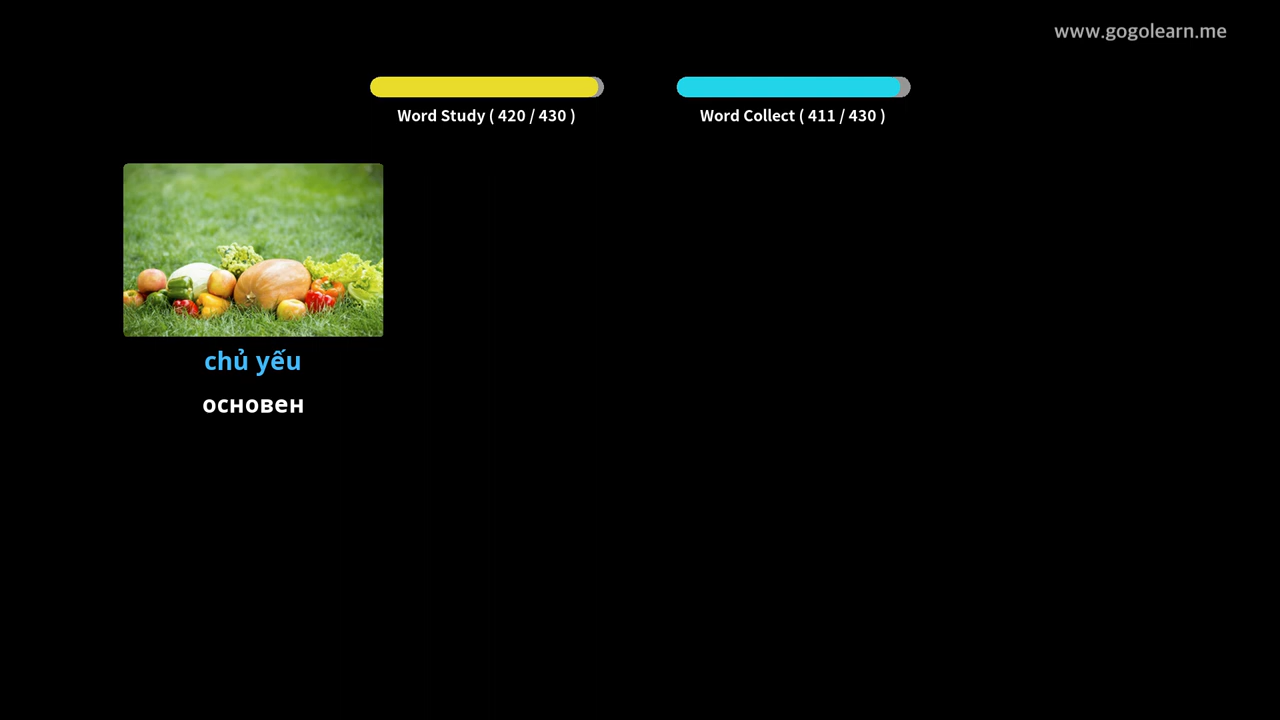 www.gogolearn.me
Word Study ( 420 / 430 )
Word Collect ( 411 / 430 )
chủ yếu
основен